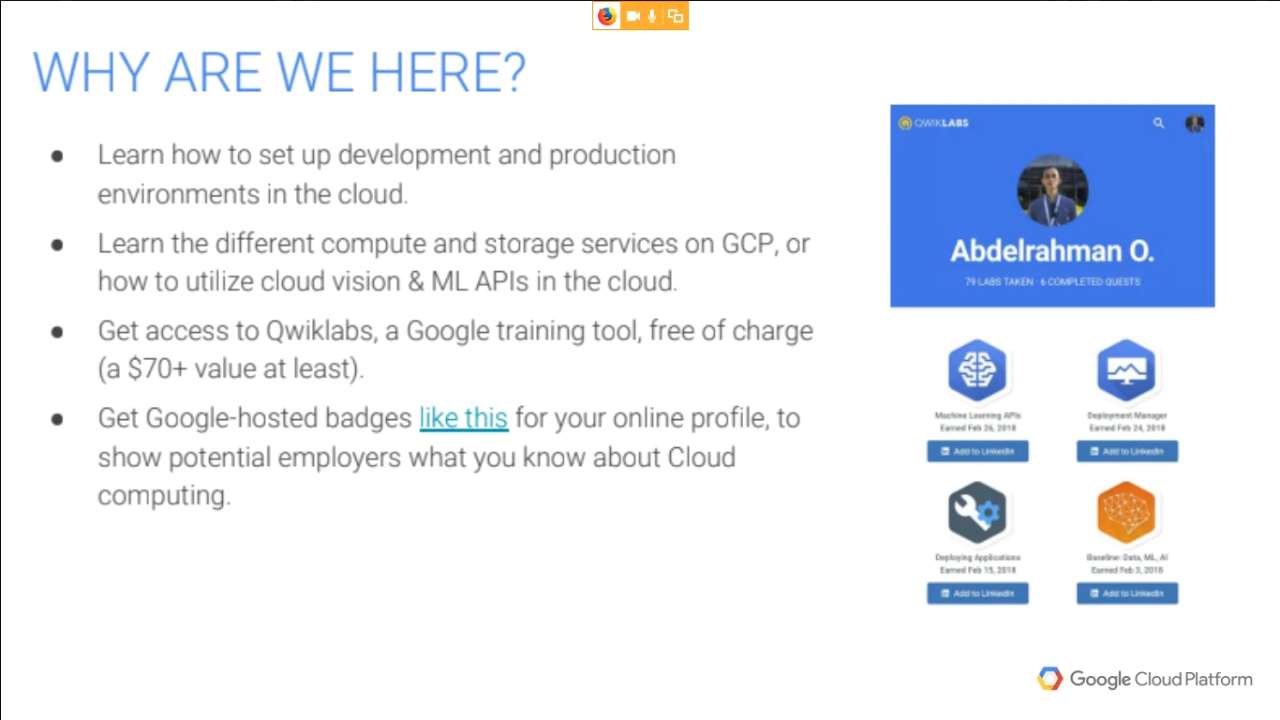 WHY ARE WE HERE?
● Learn how to set up development and production
environments in the cloud.
● Learn the different compute and storage services on GCP, or
how to utilize cloud vision & ML APIs in the cloud.
● Get access to Qwiklabs, a Google training tool, free of charge
(a $70+ value at least).
● Get Google-hosted badges like this for your online profile, to
show potential employers what you know about Cloud
computing.
QWIKLABS
Abdelrahman O.
79 LABS TAKEN · 6 COMPLETED QUESTS
Machine Learning APIs
Earned Feb 26, 2018
Add to LinkedIn
Deployment Manager
Earned Feb 24, 2018
Add to LinkedIn
Deploying Applications
Earned Feb 15, 2018
Add to LinkedIn
Baseline: Data, ML, AI
Earned Feb 3, 2018
Add to LinkedIn
Google Cloud Platform